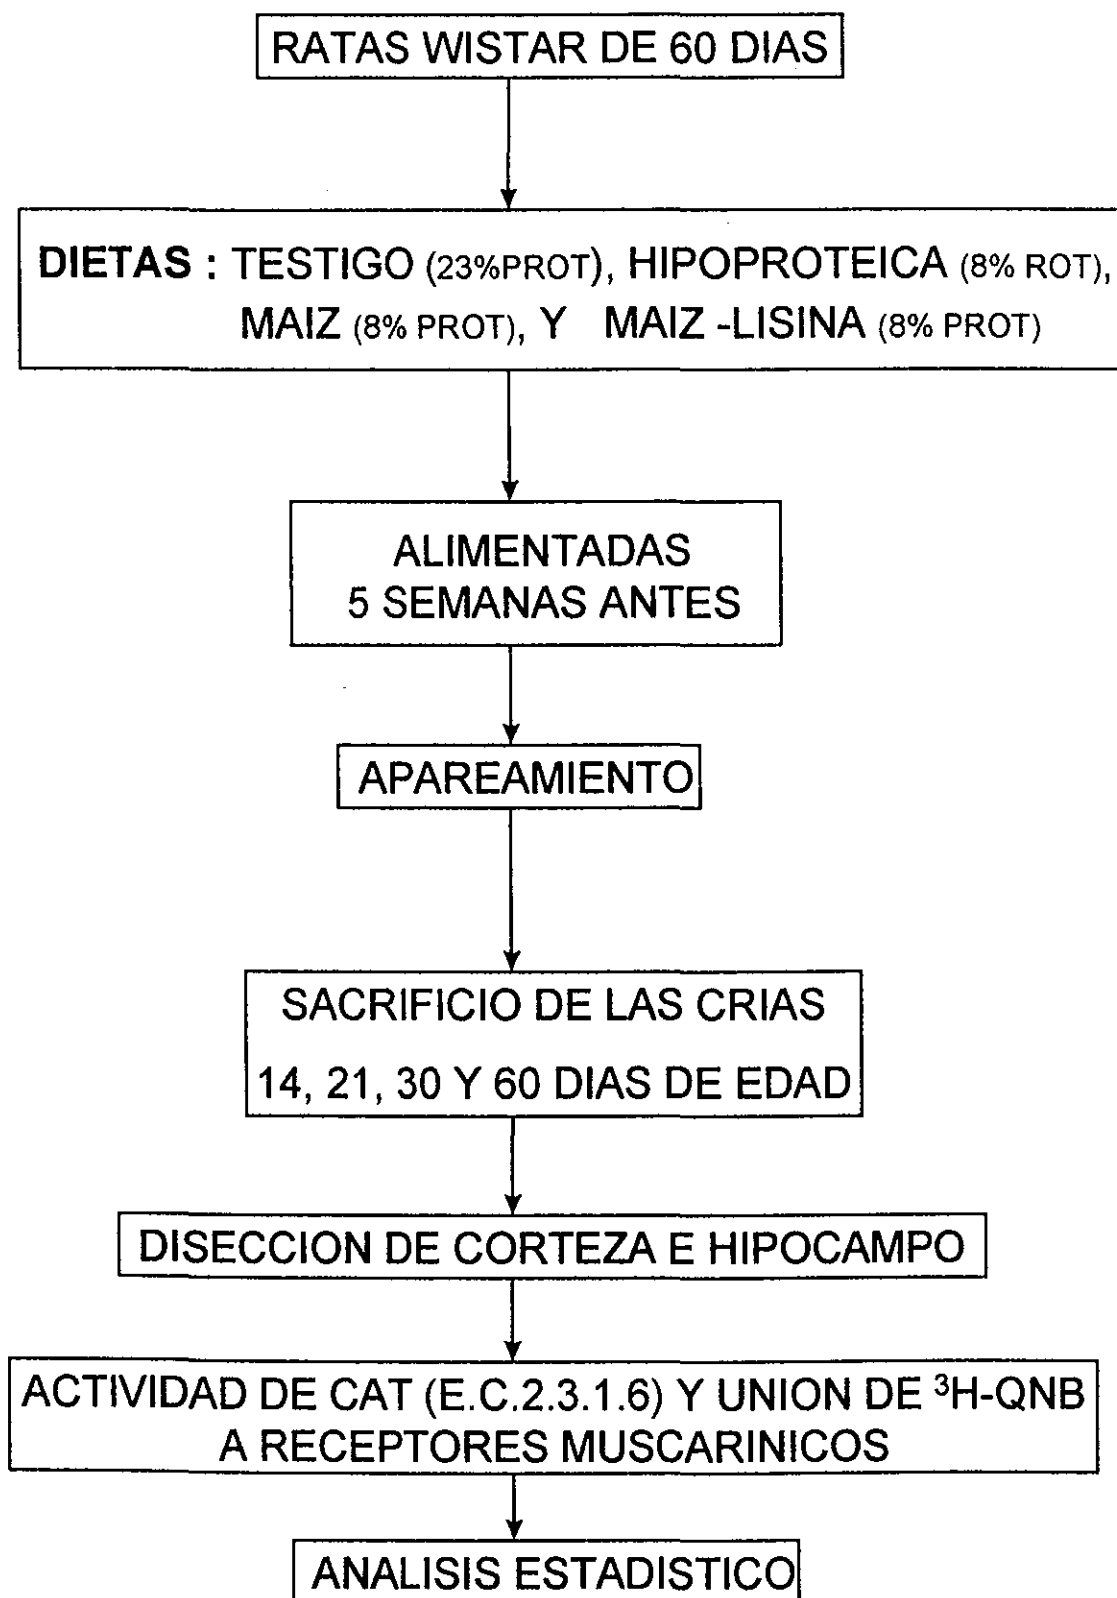 RATAS WISTAR DE 60 DIAS
DIETAS : TESTIGO (23%PROT), HIPOPROTEICA (8% ROT),
MAIZ (8% PROT), Y MAIZ -LISINA (8% PROT)
ALIMENTADAS
5 SEMANAS ANTES
APAREAMIENTO
SACRIFICIO DE LAS CRIAS
14, 21, 30 Y 60 DIAS DE EDAD
DISECCION DE CORTEZA E HIPOCAMPO
ACTIVIDAD DE CAT (E.C.2.3.1.6) Y UNION DE ³H-QNB
A RECEPTORES MUSCARINICOS
ANALISIS ESTADISTICO